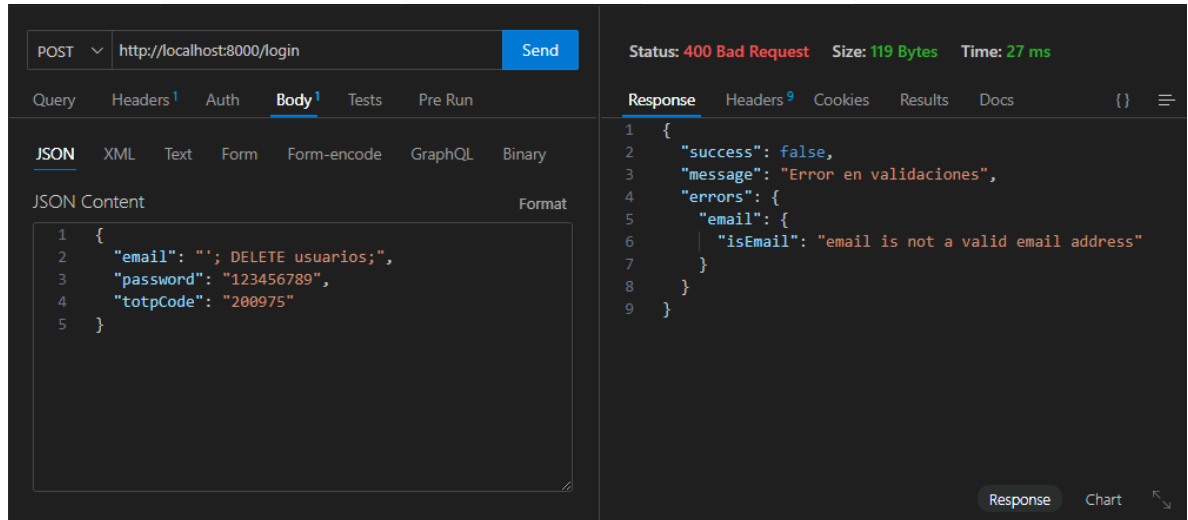 POST http://localhost:8000/login Send
Query Headers 1 Auth Body 1 Tests Pre Run
JSON XML Text Form Form-encode GraphQL Binary
JSON Content Format
1 {
2 "email": "'; DELETE usuarios;",
3 "password": "123456789",
4 "totpCode": "200975"
5 }
Status: 400 Bad Request Size: 119 Bytes Time: 27 ms
Response Headers 9 Cookies Results Docs {}
1 {
2 "success": false,
3 "message": "Error en validaciones",
4 "errors": {
5 "email": {
6 "isEmail": "email is not a valid email address"
7 }
8 }
9 }
Response Chart